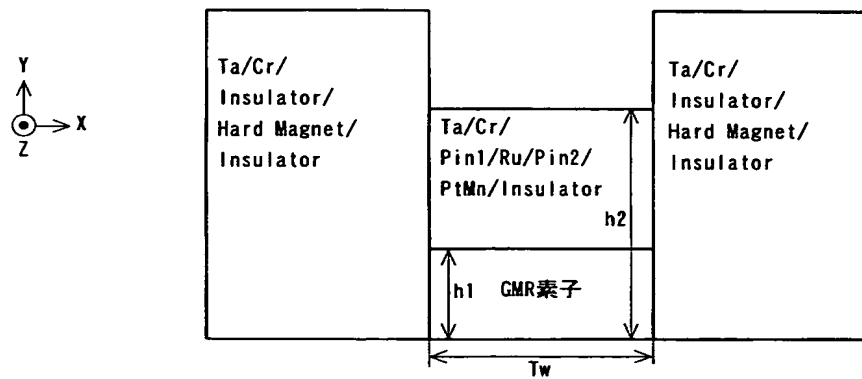 Y
X
Z
Ta/Cr/
Insulator/
Hard Magnet/
Insulator
Ta/Cr/
Pin1/Ru/Pin2/
PtMn/Insulator
h2
h1
GMR素子
Tw
Ta/Cr/
Insulator/
Hard Magnet/
Insulator